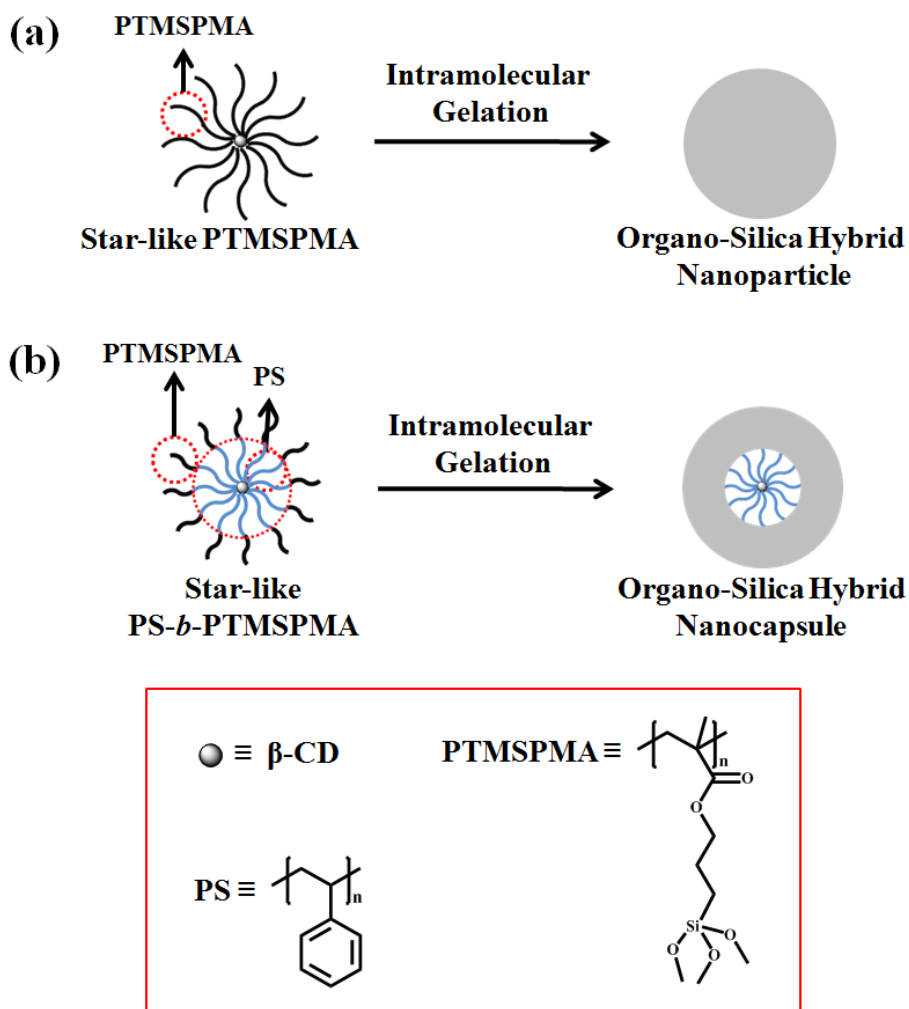 (a)
PTMSPMA
Intramolecular
Gelation
Star-like PTMSPMA
Organo-Silica Hybrid
Nanoparticle
(b)
PTMSPMA
PS
Intramolecular
Gelation
Star-like
PS-b-PTMSPMA
Organo-Silica Hybrid
Nanocapsule
≡ β-CD
PTMSPMA ≡
n
O
O
PS ≡
n
Si
O
O
O